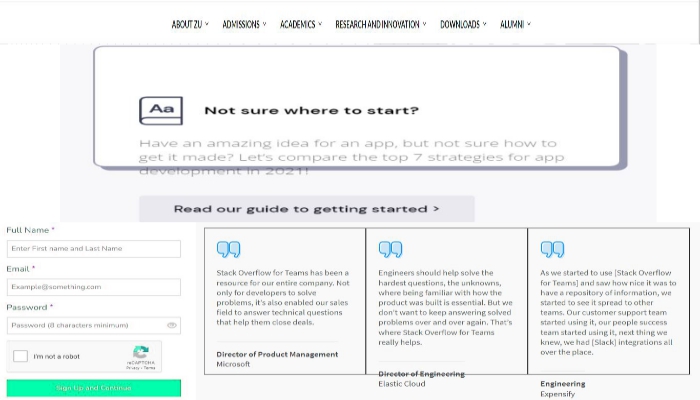 ABOUT ZU ADMISSIONS ACADEMICS RESEARCH AND INNOVATION DOWNLOADS ALUMNI
Aa
Not sure where to start?
Have an amazing idea for an app, but not sure how to
get it made? Let's compare the top 7 strategies for app
development in 2021!
Read our guide to getting started >
Full Name *
Enter First name and Last Name
Email *
Example@something.com
Password *
Password (8 characters minimum)
I'm not a robot
reCAPTCHA
Privacy - Terms
Sign Up and Continue
Stack Overflow for Teams has been a
resource for our entire company. Not
only for developers to solve
problems, it's also enabled our sales
field to answer technical questions
that help them close deals.
Director of Product Management
Microsoft
Engineers should help solve the
hardest questions, the unknowns,
where being familiar with how the
product was built is essential. But we
don't want to keep answering solved
problems over and over again. That's
where Stack Overflow for Teams
really helps.
Director of Engineering
Elastic Cloud
As we started to use [Stack Overflow
for Teams] and saw how nice it was to
have a repository of information, we
started to see it spread to other
teams. Our customer support team
started using it, our people success
team started using it, next thing we
knew, we had [Slack] integrations all
over the place.
Engineering
Expensify